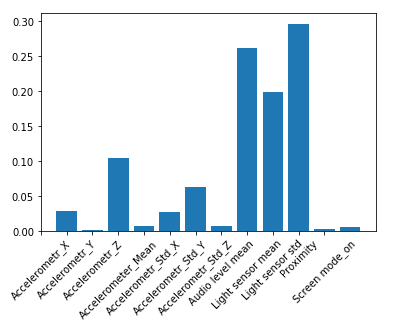 0.30
0.25
0.20
0.15
0.10
0.05
0.00
Accelerometr_X
Accelerometr_Y
Accelerometr_Z
Accelerometer_Mean
Accelerometr_Std_X
Accelerometr_Std_Y
Accelerometr_Std_Z
Audio level mean
Light sensor mean
Light sensor std
Proximity
Screen mode_on